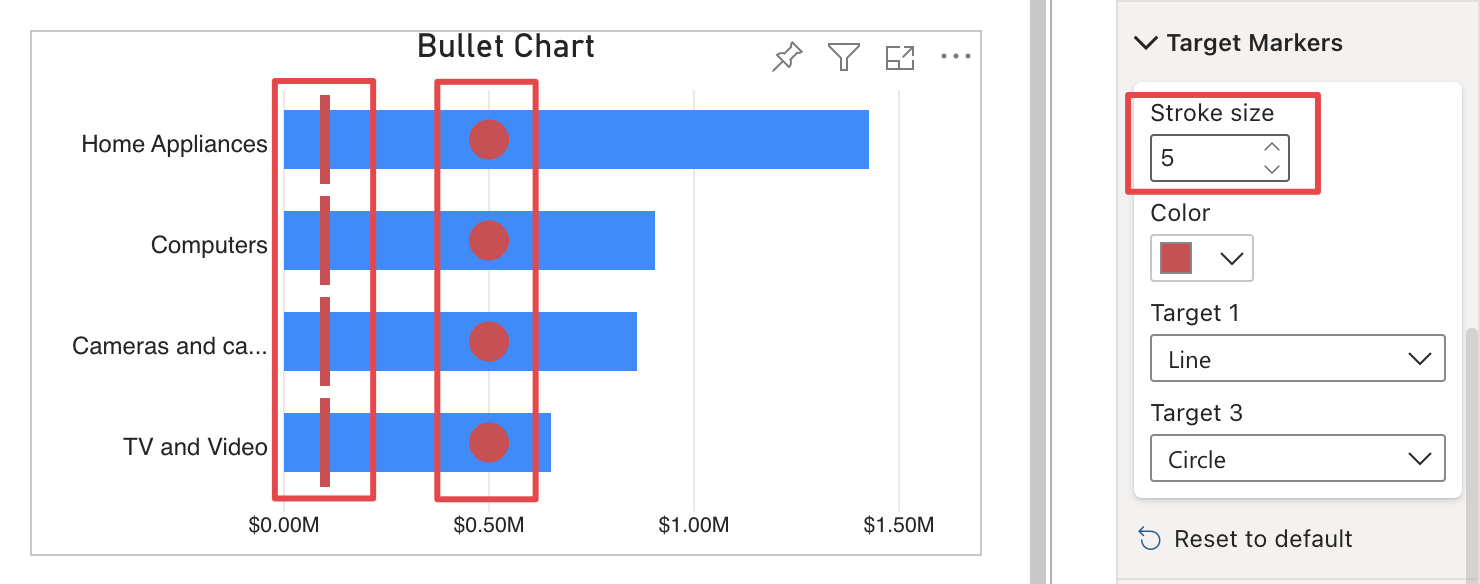 Bullet Chart
Home Appliances
Computers
Cameras and ca...
TV and Video
$0.00M
$0.50M
$1.00M
$1.50M
Target Markers
Stroke size
5
Color
Target 1
Line
Target 3
Circle
Reset to default